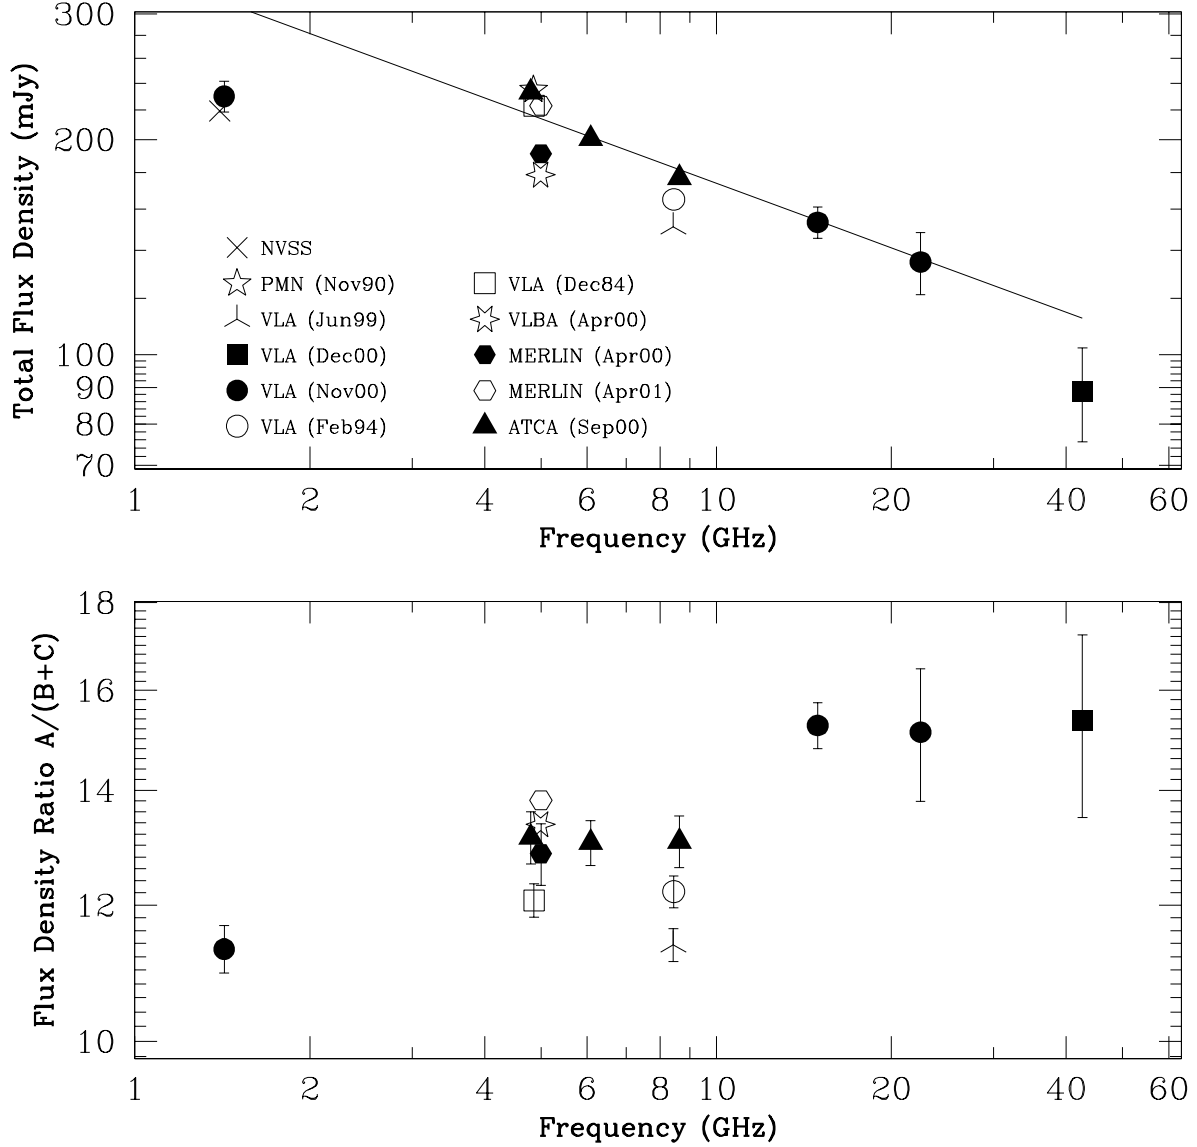 300
200
100
90
80
70
Total Flux Density (mJy)
NVSS
PMN (Nov90)
VLA (Jun99)
VLA (Dec00)
VLA (Nov00)
VLA (Feb94)
VLA (Dec84)
VLBA (Apr00)
MERLIN (Apr00)
MERLIN (Apr01)
ATCA (Sep00)
1 2 4 6 8 10 20 40 60
Frequency (GHz)
18
16
14
12
10
Flux Density Ratio A/(B+C)
1 2 4 6 8 10 20 40 60
Frequency (GHz)